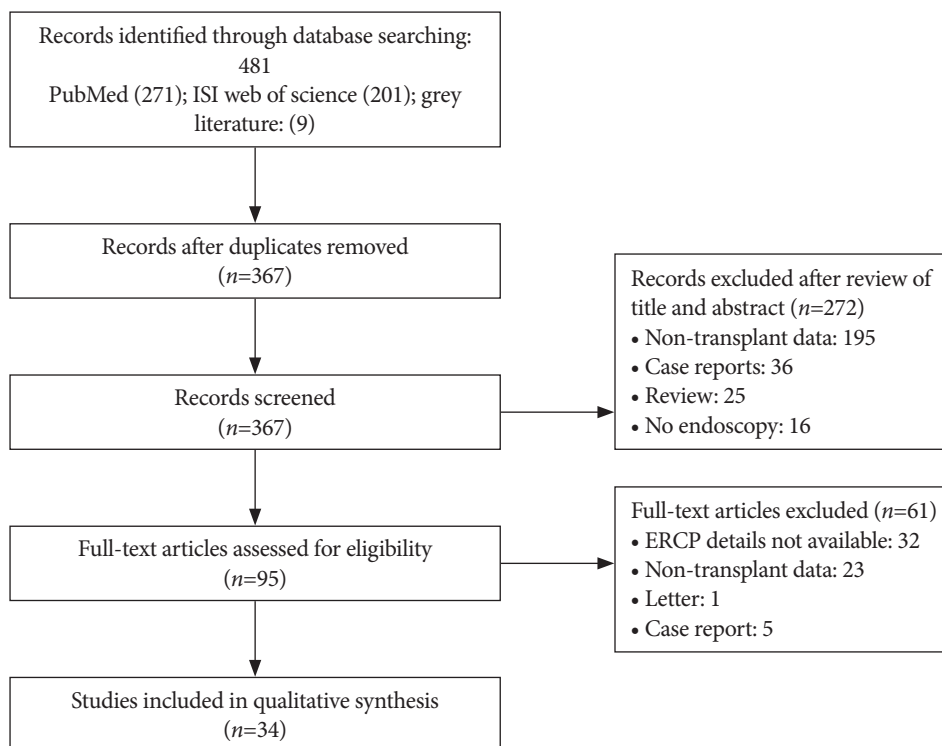 Records identified through database searching:
481
PubMed (271); ISI web of science (201); grey
literature: (9)
Records after duplicates removed
(n=367)
Records excluded after review of
title and abstract (n=272)
• Non-transplant data: 195
• Case reports: 36
• Review: 25
• No endoscopy: 16
Records screened
(n=367)
Full-text articles excluded (n=61)
• ERCP details not available: 32
• Non-transplant data: 23
• Letter: 1
• Case report: 5
Full-text articles assessed for eligibility
(n=95)
Studies included in qualitative synthesis
(n=34)